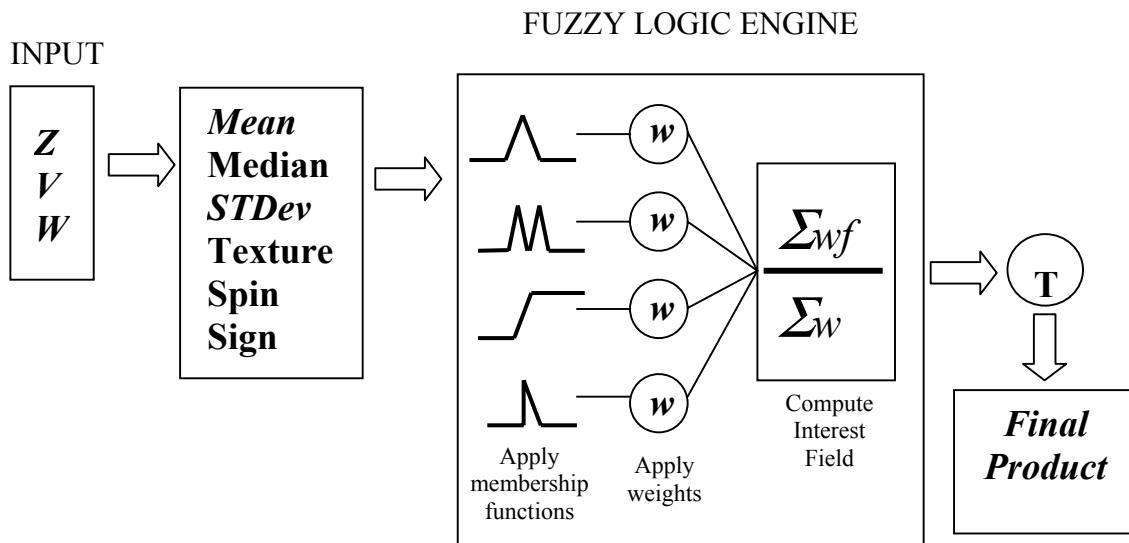 FUZZY LOGIC ENGINE
INPUT
Z
V
W
Mean
Median
STDev
Texture
Spin
Sign
w
w
w
w
Σwf
Σw
T
Apply
membership
functions
Apply
weights
Compute
Interest
Field
Final
Product